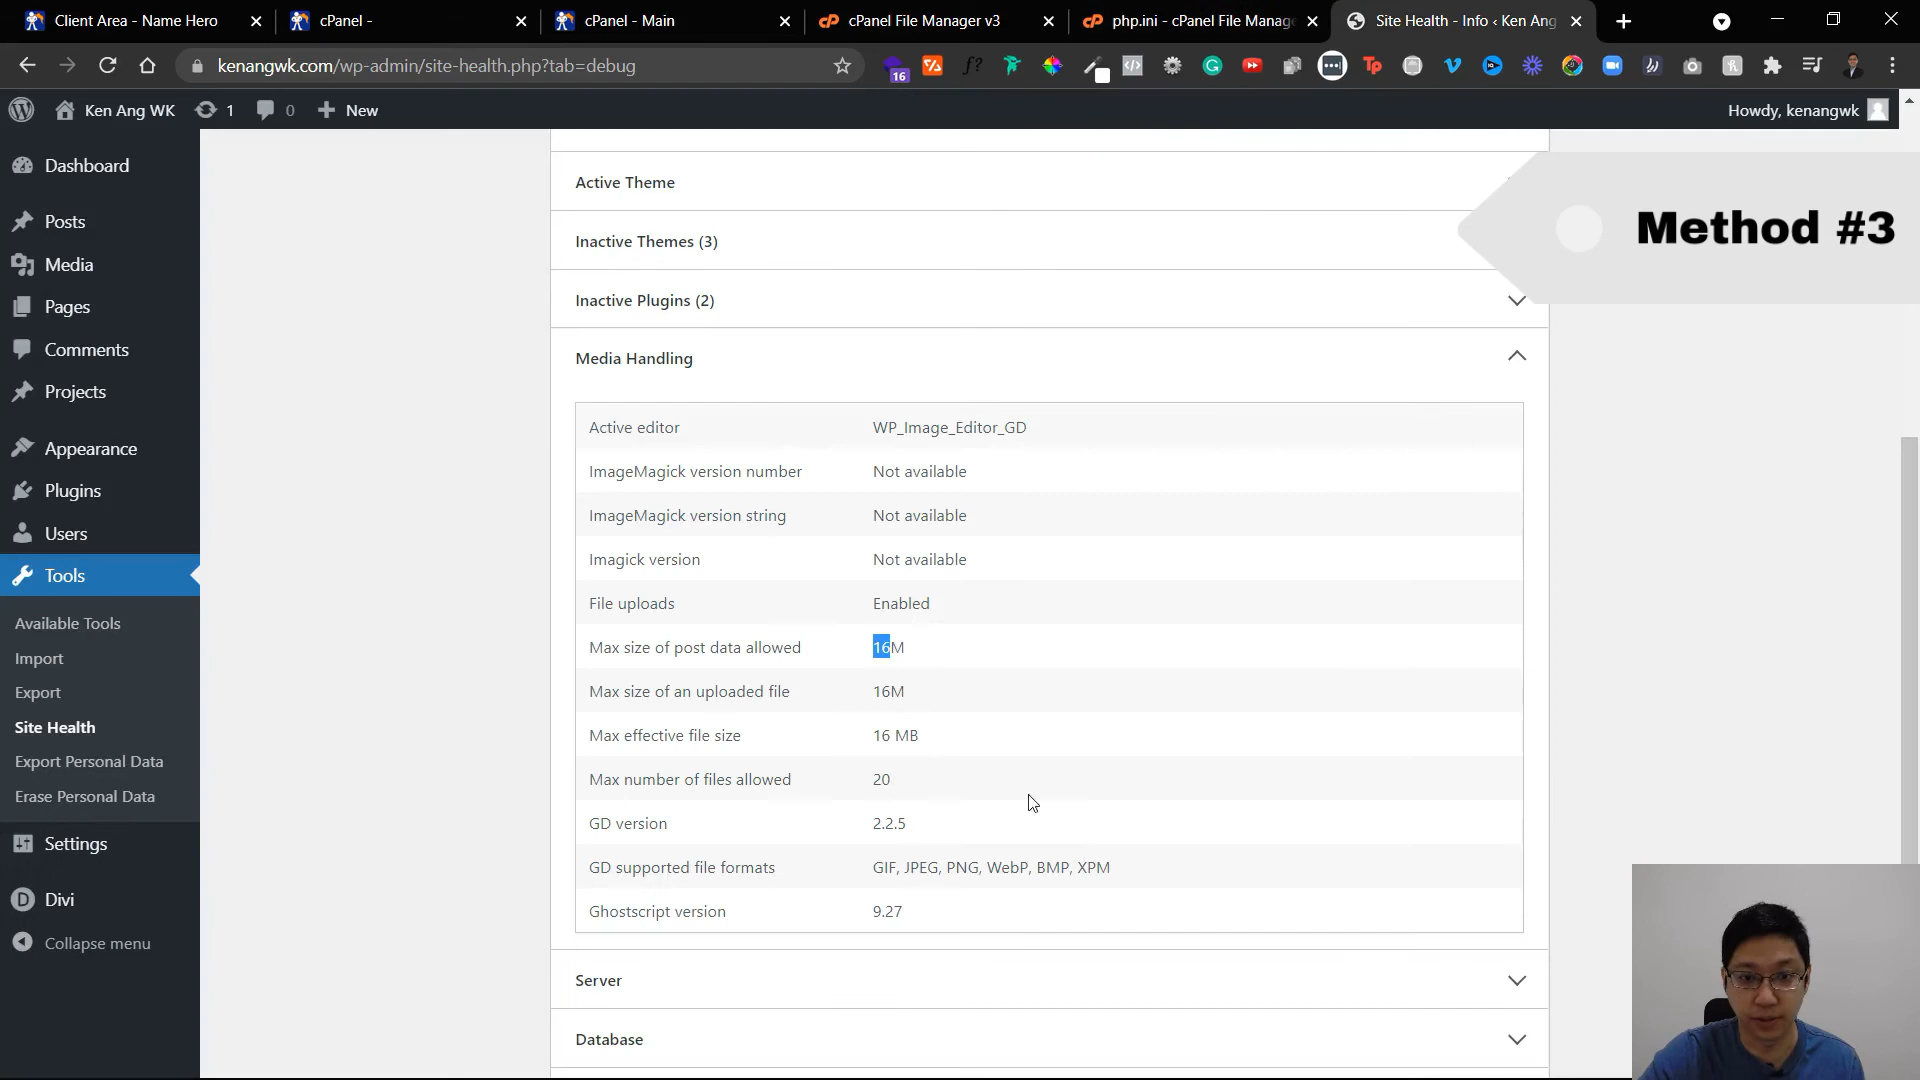 Client Area - Name Hero
cPanel -
cPanel - Main
cPanel File Manager v3
php.ini - cPanel File Manage
Site Health - Info ‹ Ken Ang
kenangwk.com/wp-admin/site-health.php?tab=debug
16
f?
Tp
Ken Ang WK
1
0
New
Howdy, kenangwk
Dashboard
Posts
Media
Pages
Comments
Projects
Appearance
Plugins
Users
Tools
Available Tools
Import
Export
Site Health
Export Personal Data
Erase Personal Data
Settings
Divi
Collapse menu
Active Theme
Inactive Themes (3)
Inactive Plugins (2)
Media Handling
Active editor WP_Image_Editor_GD
ImageMagick version number Not available
ImageMagick version string Not available
Imagick version Not available
File uploads Enabled
Max size of post data allowed 16M
Max size of an uploaded file 16M
Max effective file size 16 MB
Max number of files allowed 20
GD version 2.2.5
GD supported file formats GIF, JPEG, PNG, WebP, BMP, XPM
Ghostscript version 9.27
Server
Database
Method #3